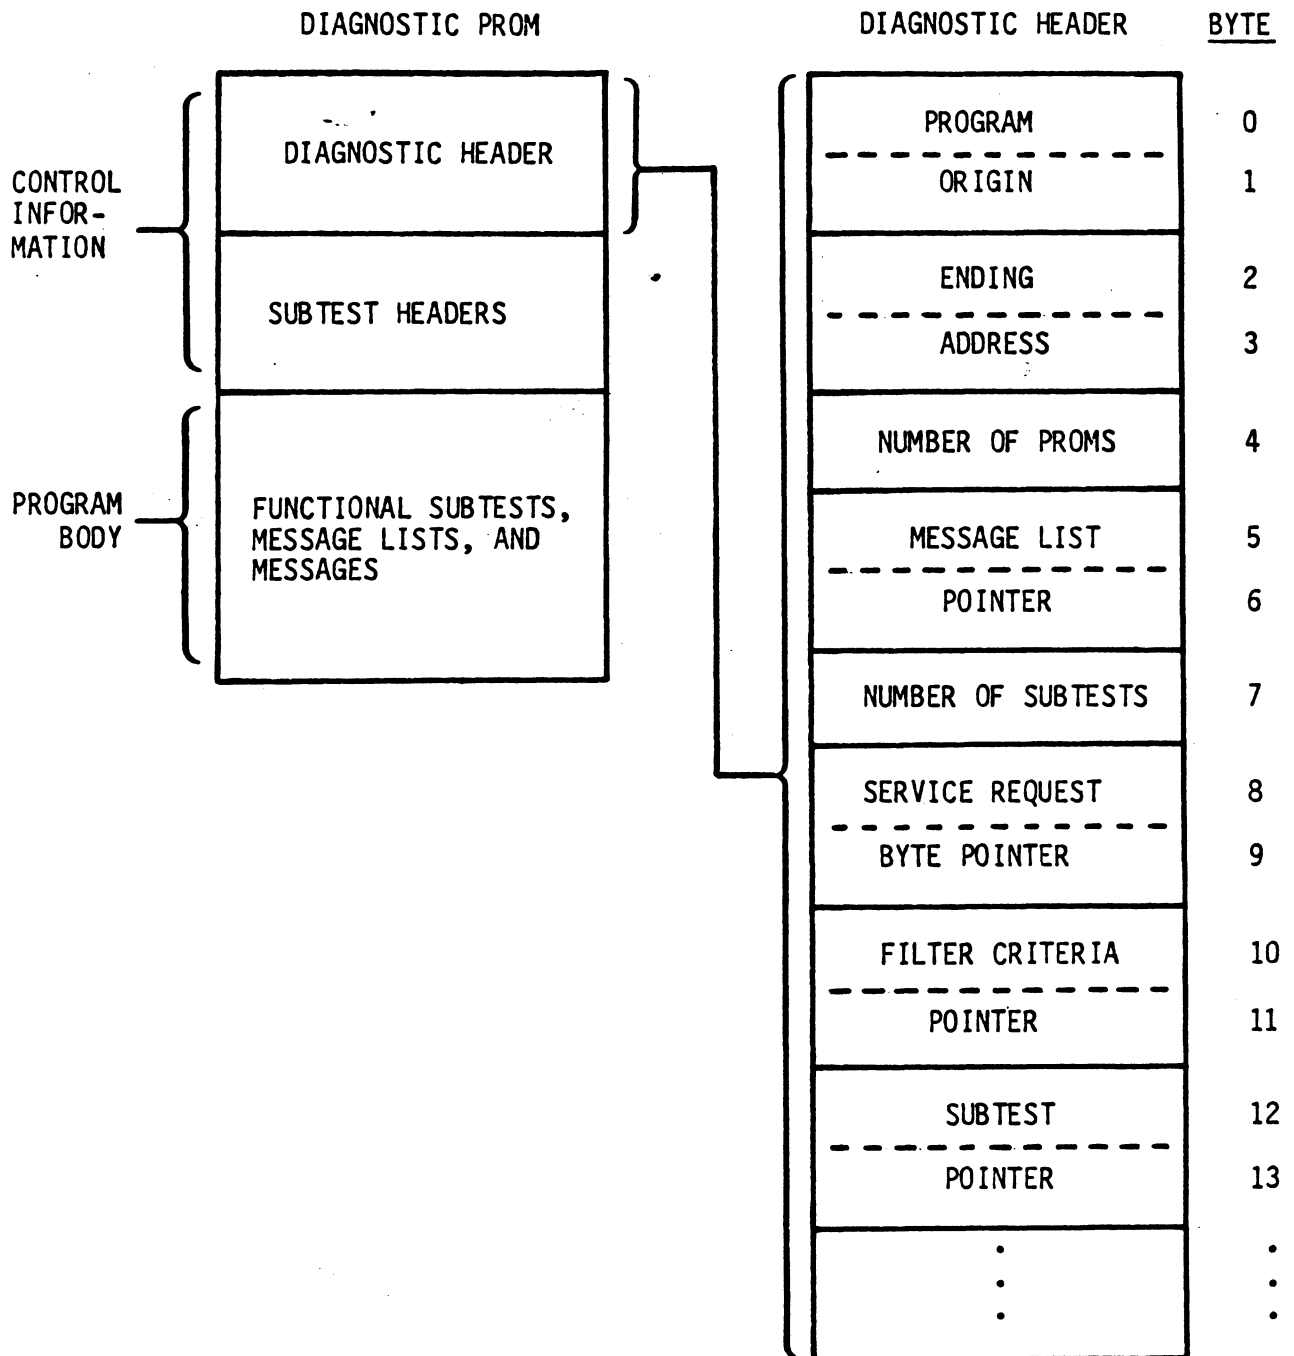 DIAGNOSTIC PROM
DIAGNOSTIC HEADER
SUBTEST HEADERS
FUNCTIONAL SUBTESTS,
MESSAGE LISTS, AND
MESSAGES
CONTROL
INFOR-
MATION
PROGRAM
BODY
DIAGNOSTIC HEADER BYTE
PROGRAM 0
ORIGIN 1
ENDING 2
ADDRESS 3
NUMBER OF PROMS 4
MESSAGE LIST 5
POINTER 6
NUMBER OF SUBTESTS 7
SERVICE REQUEST 8
BYTE POINTER 9
FILTER CRITERIA 10
POINTER 11
SUBTEST 12
POINTER 13